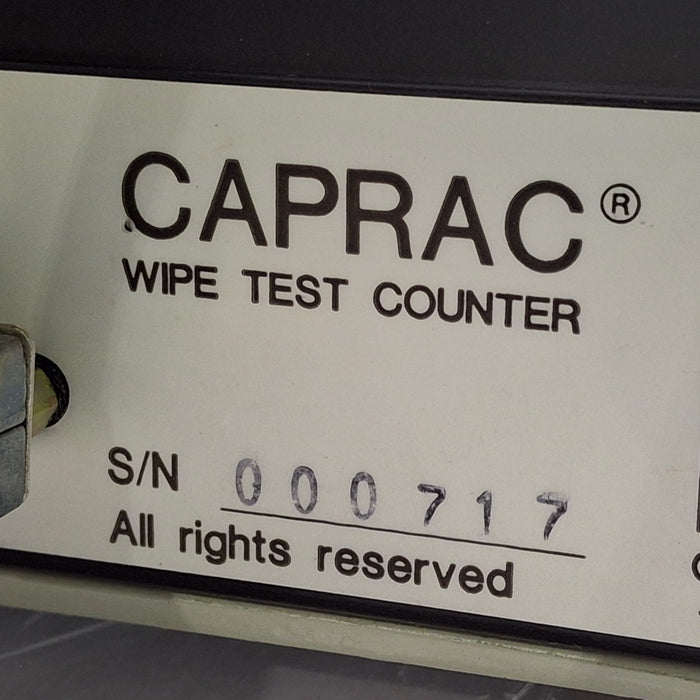 CAPRAC®
WIPE TEST COUNTER
S/N 000717
All rights reserved